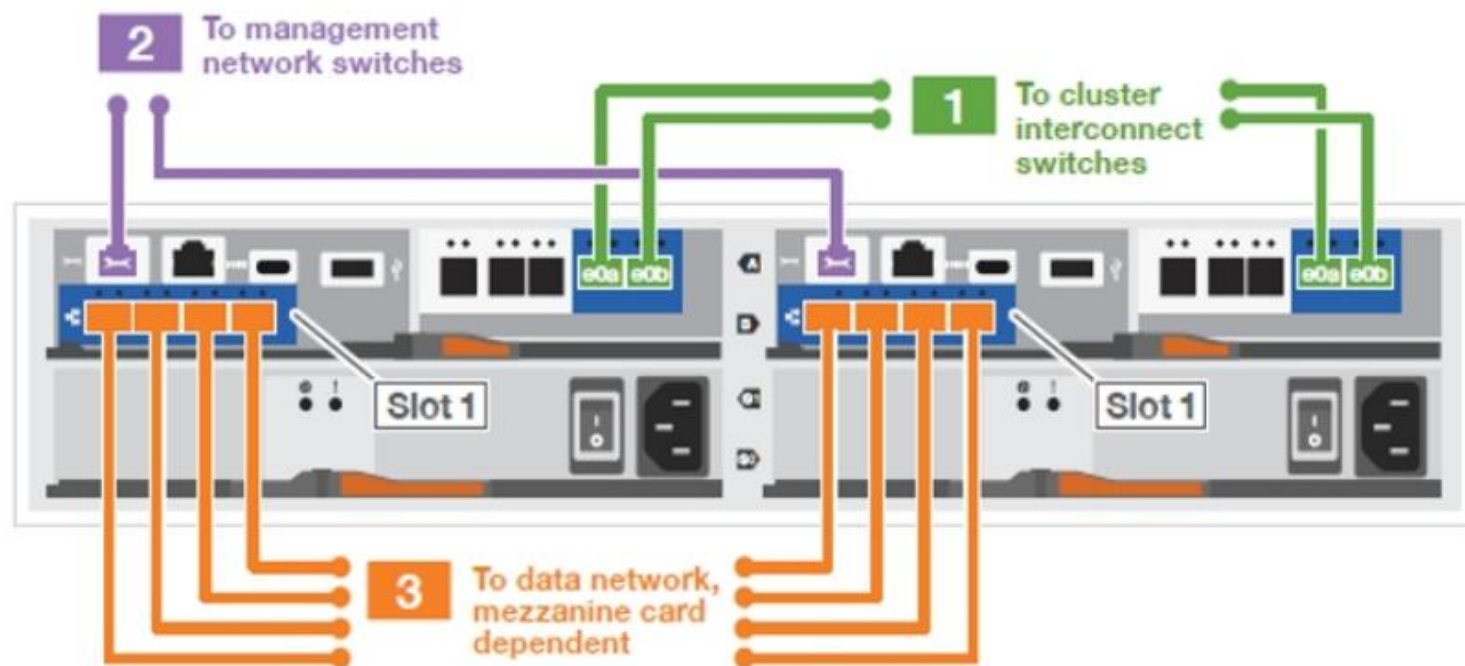 2
To management
network switches
1
To cluster
interconnect
switches
e0a e0b
A
e0a e0b
Slot 1
Slot 1
3
To data network,
mezzanine card
dependent